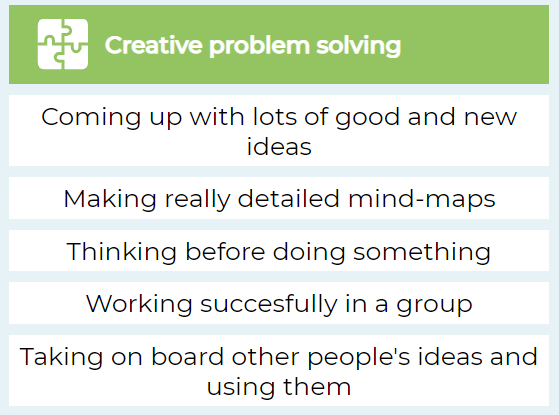 Creative problem solving
Coming up with lots of good and new
ideas
Making really detailed mind-maps
Thinking before doing something
Working succesfully in a group
Taking on board other people's ideas and
using them